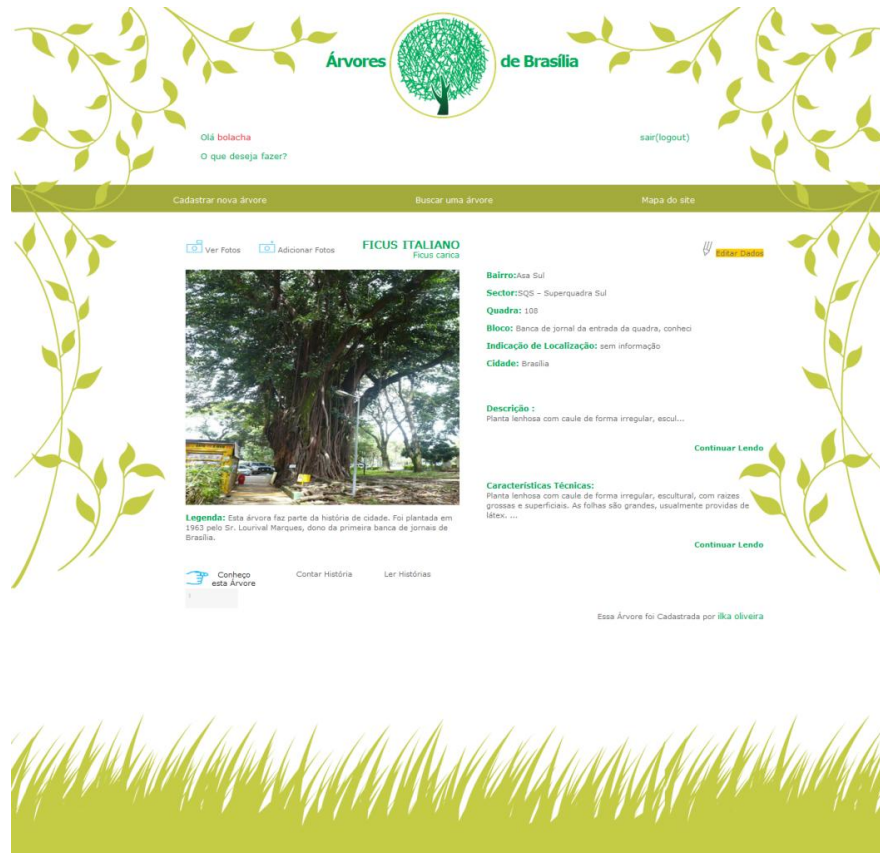 Árvores de Brasília
Olá bolacha
sair(logout)
O que deseja fazer?
Cadastrar nova árvore
Buscar uma árvore
Mapa do site
Ver Fotos
Adicionar Fotos
FICUS ITALIANO
Ficus carica
Editar Dados
Bairro:Asa Sul
Sector:SQS – Superquadra Sul
Quadra: 108
Bloco: Banca de jornal da entrada da quadra, conheci
Indicação de Localização: sem informação
Cidade: Brasília
Descrição :
Planta lenhosa com caule de forma irregular, escul...
Continuar Lendo
Características Técnicas:
Planta lenhosa com caule de forma irregular, escultural, com raizes
grossas e superficiais. As folhas são grandes, usualmente providas de
látex. ...
Continuar Lendo
Legenda: Esta árvora faz parte da história de cidade. Foi plantada em
1963 pelo Sr. Lourival Marques, dono da primeira banca de jornais de
Brasília.
Conheço
esta Árvore
Contar História
Ler Histórias
Essa Árvore foi Cadastrada por ilka oliveira